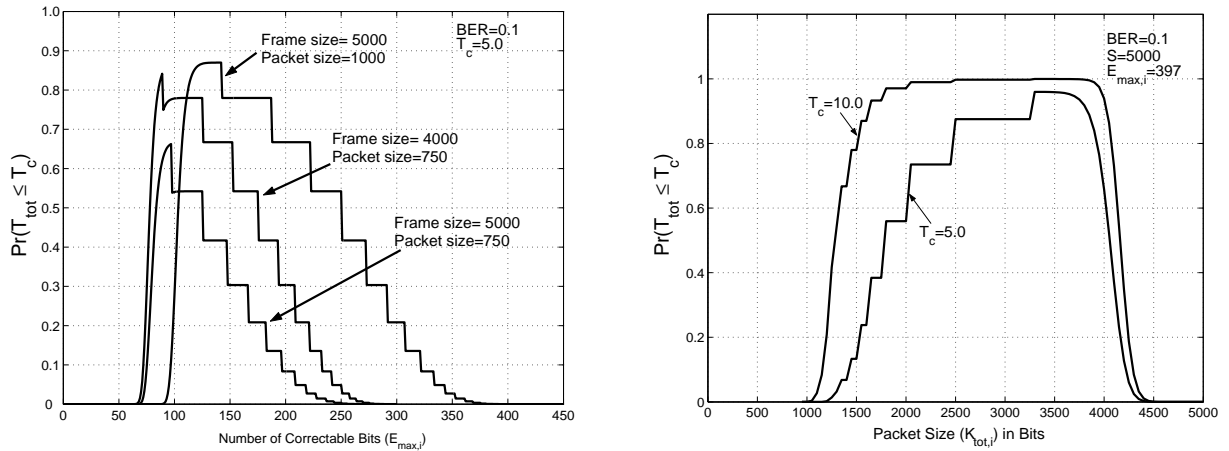 BER=0.1
T_c=5.0
Frame size= 5000
Packet size=1000
Frame size= 4000
Packet size=750
Frame size= 5000
Packet size=750
Pr(T_tot ≤ T_c)
1
0.9
0.8
0.7
0.6
0.5
0.4
0.3
0.2
0.1
0
0 50 100 150 200 250 300 350 400 450
Number of Correctable Bits (E_max,i)
BER=0.1
S=5000
E_max,i=397
T_c=10.0
T_c=5.0
Pr(T_tot ≤ T_c)
1
0.8
0.6
0.4
0.2
0
0 500 1000 1500 2000 2500 3000 3500 4000 4500 5000
Packet Size (K_tot,i) in Bits